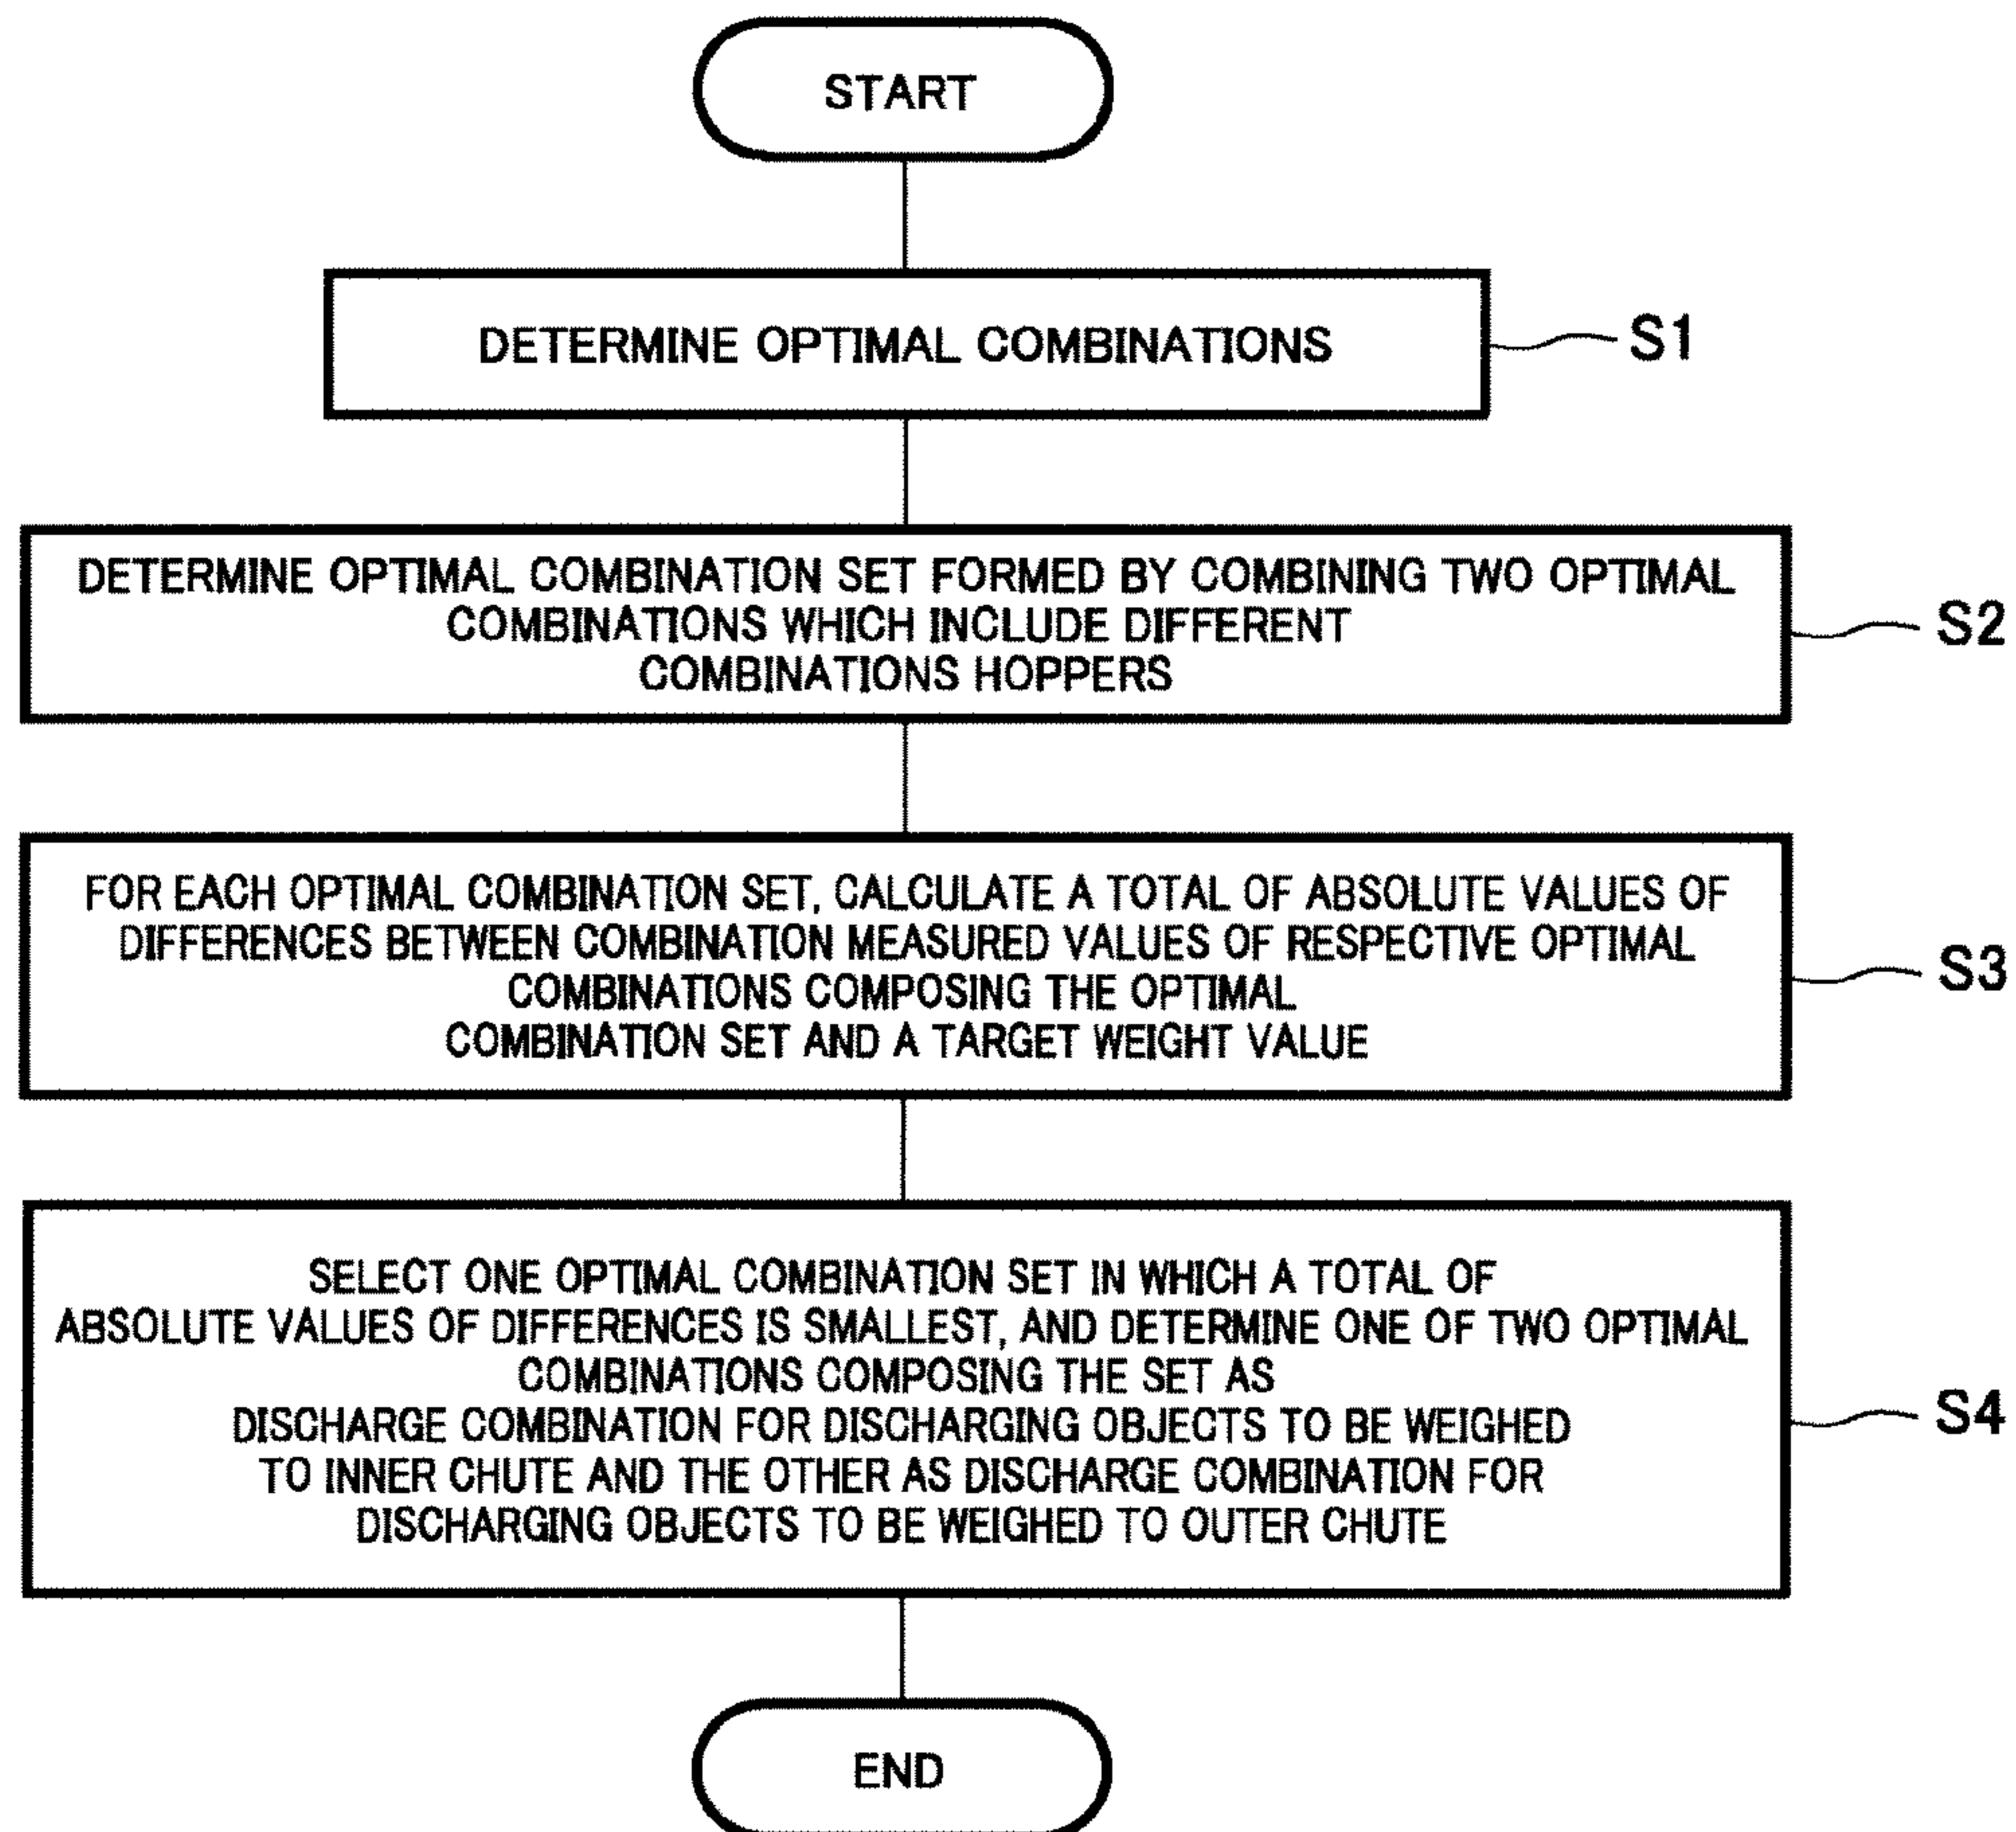 START
DETERMINE OPTIMAL COMBINATIONS
S1
DETERMINE OPTIMAL COMBINATION SET FORMED BY COMBINING TWO OPTIMAL
COMBINATIONS WHICH INCLUDE DIFFERENT
COMBINATIONS HOPPERS
S2
FOR EACH OPTIMAL COMBINATION SET, CALCULATE A TOTAL OF ABSOLUTE VALUES OF
DIFFERENCES BETWEEN COMBINATION MEASURED VALUES OF RESPECTIVE OPTIMAL
COMBINATIONS COMPOSING THE OPTIMAL
COMBINATION SET AND A TARGET WEIGHT VALUE
S3
SELECT ONE OPTIMAL COMBINATION SET IN WHICH A TOTAL OF
ABSOLUTE VALUES OF DIFFERENCES IS SMALLEST, AND DETERMINE ONE OF TWO OPTIMAL
COMBINATIONS COMPOSING THE SET AS
DISCHARGE COMBINATION FOR DISCHARGING OBJECTS TO BE WEIGHED
TO INNER CHUTE AND THE OTHER AS DISCHARGE COMBINATION FOR
DISCHARGING OBJECTS TO BE WEIGHED TO OUTER CHUTE
S4
END